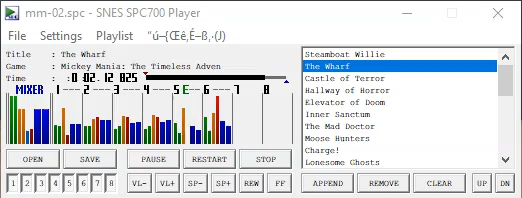 mm-02.spc - SNES SPC700 Player
File Settings Playlist “ú–{Œê‚É–ß‚·(J)
Title : The Wharf
Game : Mickey Mania: The Timeless Adven
Time : :0:02.12 825
MIXER 1---2---3---4---5E--6---7 8
OPEN SAVE PAUSE RESTART STOP
1 2 3 4 5 6 7 8 VL- VL+ SP- SP+ REW FF
Steamboat Willie
The Wharf
Castle of Terror
Hallway of Horror
Elevator of Doom
Inner Sanctum
The Mad Doctor
Moose Hunters
Charge!
Lonesome Ghosts
APPEND REMOVE CLEAR UP DN